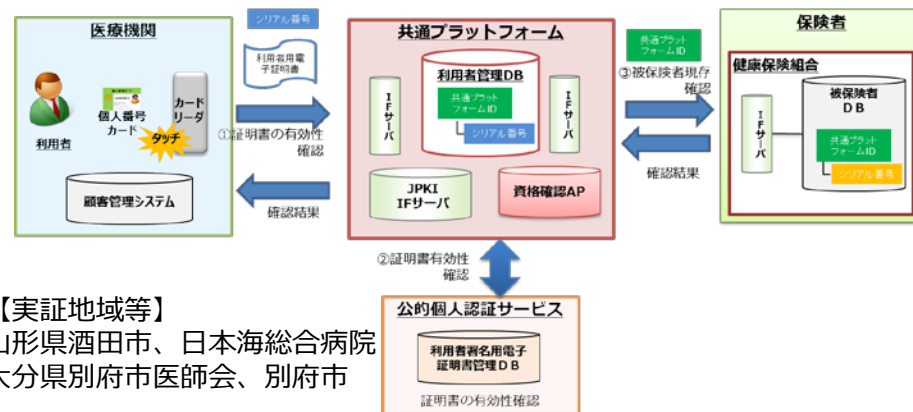 医療機関
利用者
個人番号
カード
カード
リーダ
タッチ
顧客管理システム
シリアル番号
利用者用電
子証明書
①証明書の有効性
確認
確認結果
共通プラットフォーム
IFサーバ
利用者管理DB
共通プラット
フォームID
シリアル番号
IFサーバ
JPKI
IFサーバ
資格確認AP
共通プラット
フォームID
③被保険者現存
確認
確認結果
保険者
健康保険組合
IFサーバ
被保険者
DB
共通プラット
フォームID
シリアル番号
②証明書有効性
確認
公的個人認証サービス
利用者署名用電子
証明書管理DB
証明書の有効性確認
【実証地域等】
山形県酒田市、日本海総合病院
大分県別府市医師会、別府市